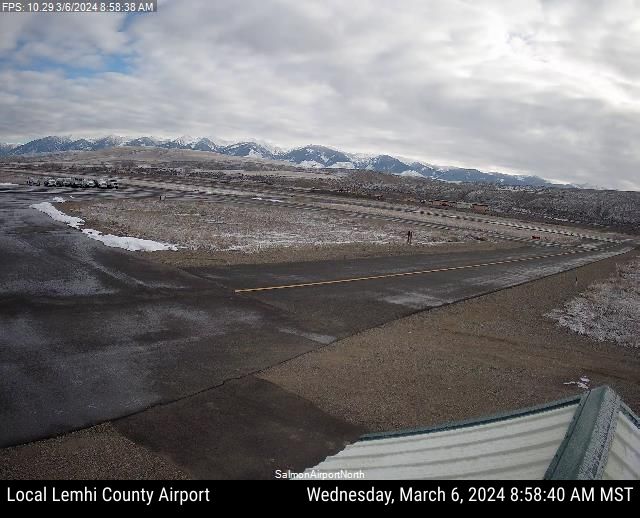 FPS: 10.29 3/6/2024 8:58:38 AM
SalmonAirportNorth
Local Lemhi County Airport
Wednesday, March 6, 2024 8:58:40 AM MST